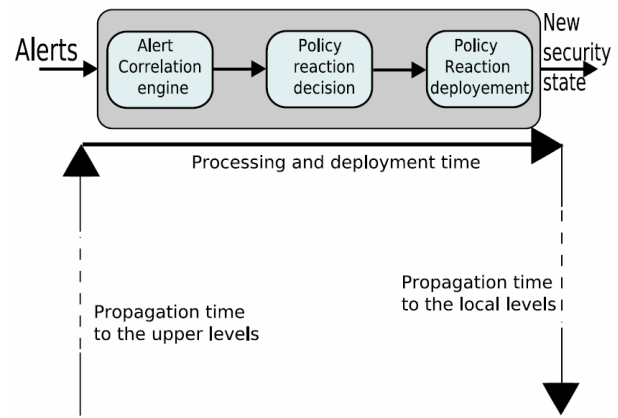 Alerts
Alert
Correlation
engine
Policy
reaction
decision
Policy
Reaction
deployement
New
security
state
Processing and deployment time
Propagation time
to the upper levels
Propagation time
to the local levels